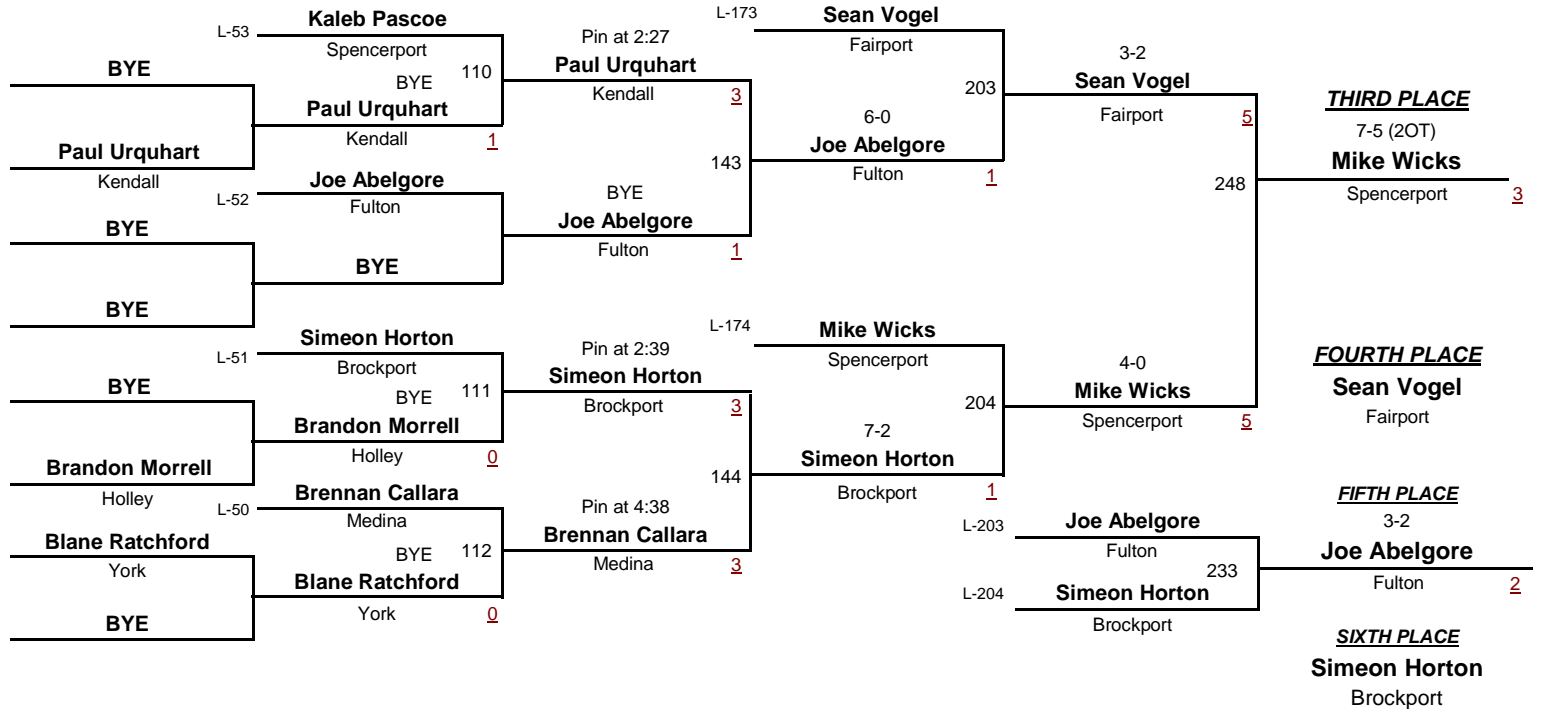 BYE
Paul Urquhart
Kendall
BYE
BYE
BYE
Brandon Morrell
Holley
Blane Ratchford
York
BYE
L-53
Kaleb Pascoe
Spencerport
BYE
110
Paul Urquhart
Kendall
1
L-52
Joe Abelgore
Fulton
BYE
L-51
Simeon Horton
Brockport
BYE
111
Brandon Morrell
Holley
0
L-50
Brennan Callara
Medina
BYE
112
Blane Ratchford
York
0
Pin at 2:27
Paul Urquhart
Kendall
3
143
BYE
Joe Abelgore
Fulton
1
Pin at 2:39
Simeon Horton
Brockport
3
144
Pin at 4:38
Brennan Callara
Medina
3
L-173
Sean Vogel
Fairport
203
6-0
Joe Abelgore
Fulton
1
L-174
Mike Wicks
Spencerport
204
7-2
Simeon Horton
Brockport
1
3-2
Sean Vogel
Fairport
5
248
4-0
Mike Wicks
Spencerport
5
L-203
Joe Abelgore
Fulton
233
L-204
Simeon Horton
Brockport
THIRD PLACE
7-5 (2OT)
Mike Wicks
Spencerport
3
FOURTH PLACE
Sean Vogel
Fairport
FIFTH PLACE
3-2
Joe Abelgore
Fulton
2
SIXTH PLACE
Simeon Horton
Brockport